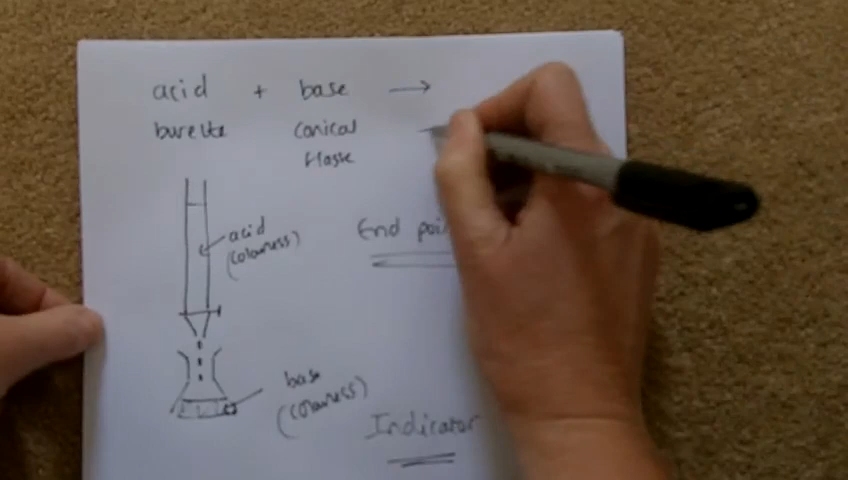 acid + base →
burette conical
flask
acid
(colourless)
End poi
base
(colourless)
Indicator